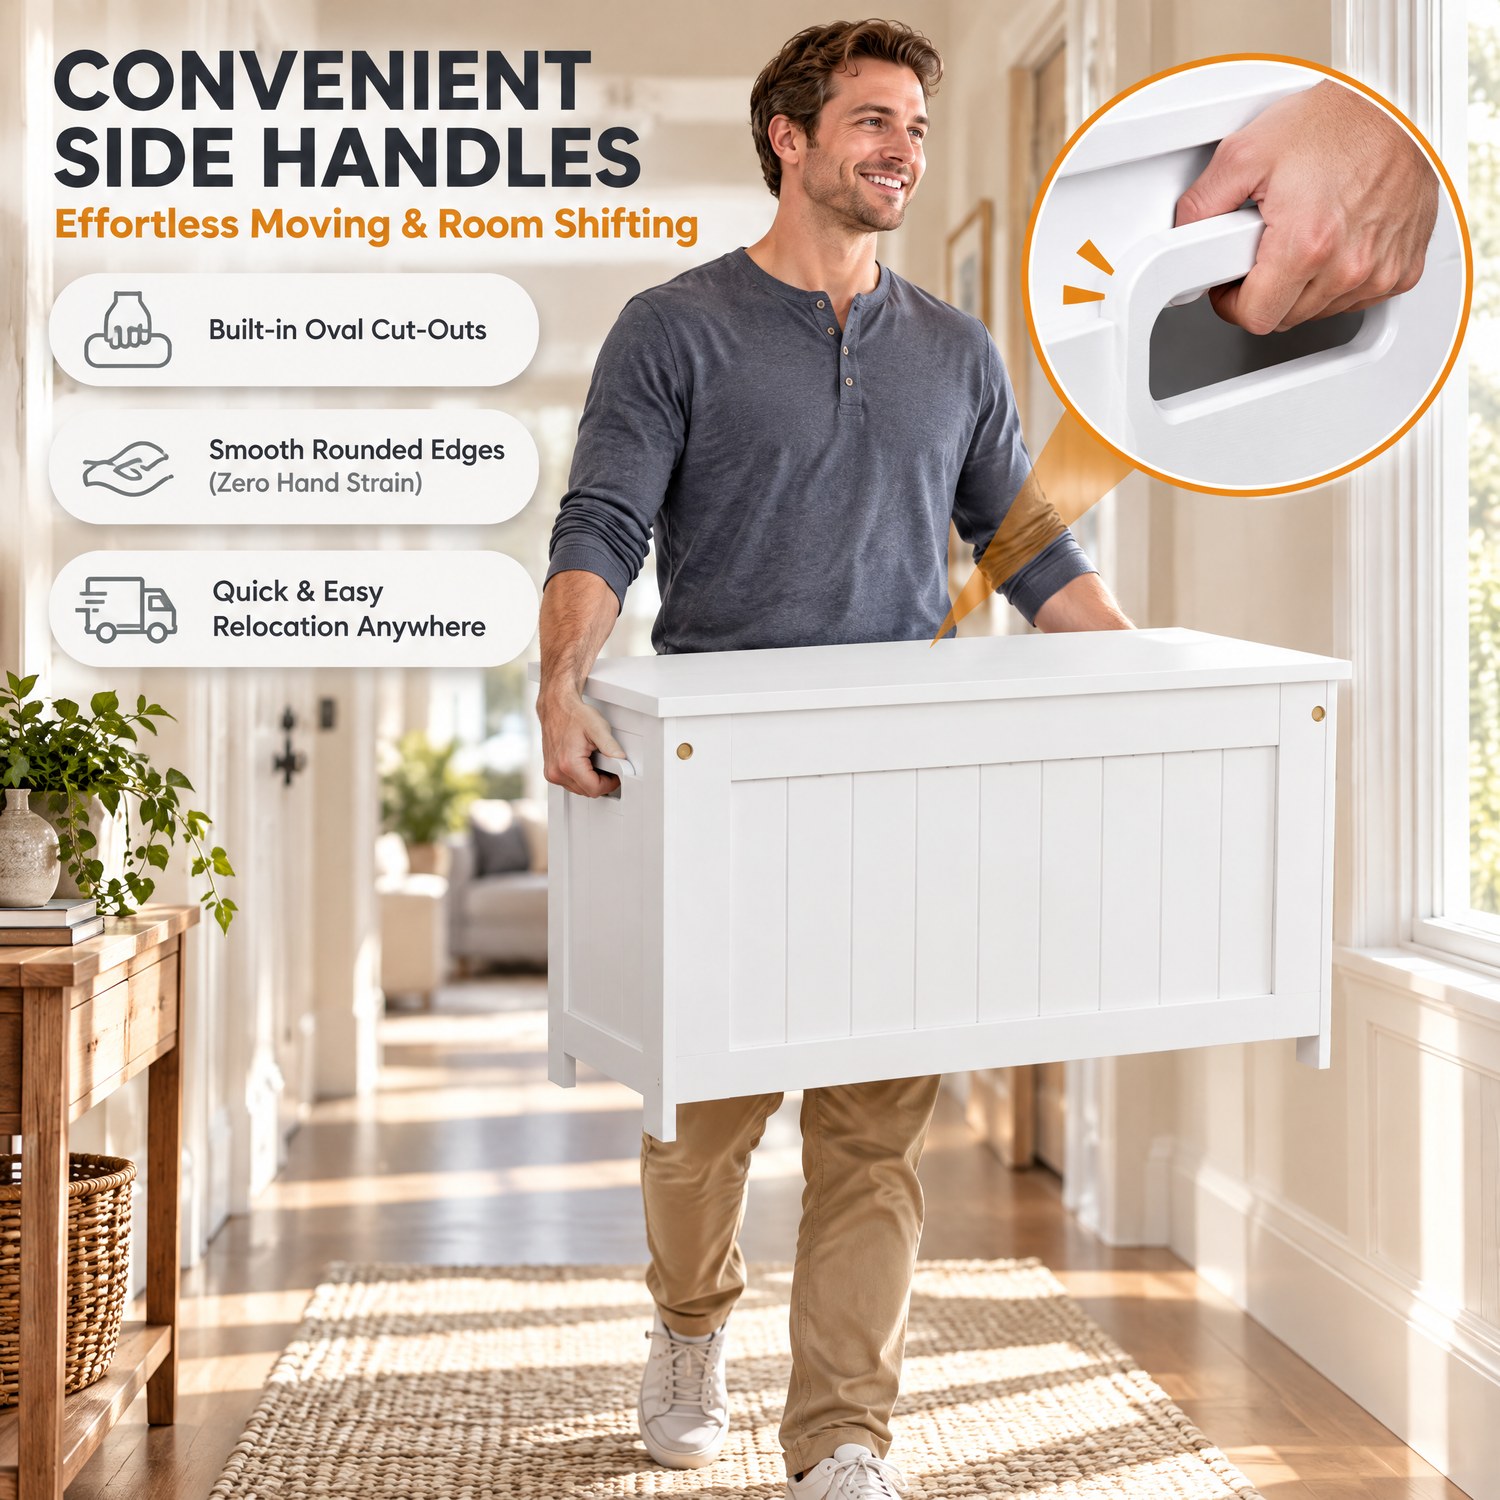 CONVENIENT
SIDE HANDLES
Effortless Moving & Room Shifting
Built-in Oval Cut-Outs
Smooth Rounded Edges
(Zero Hand Strain)
Quick & Easy
Relocation Anywhere